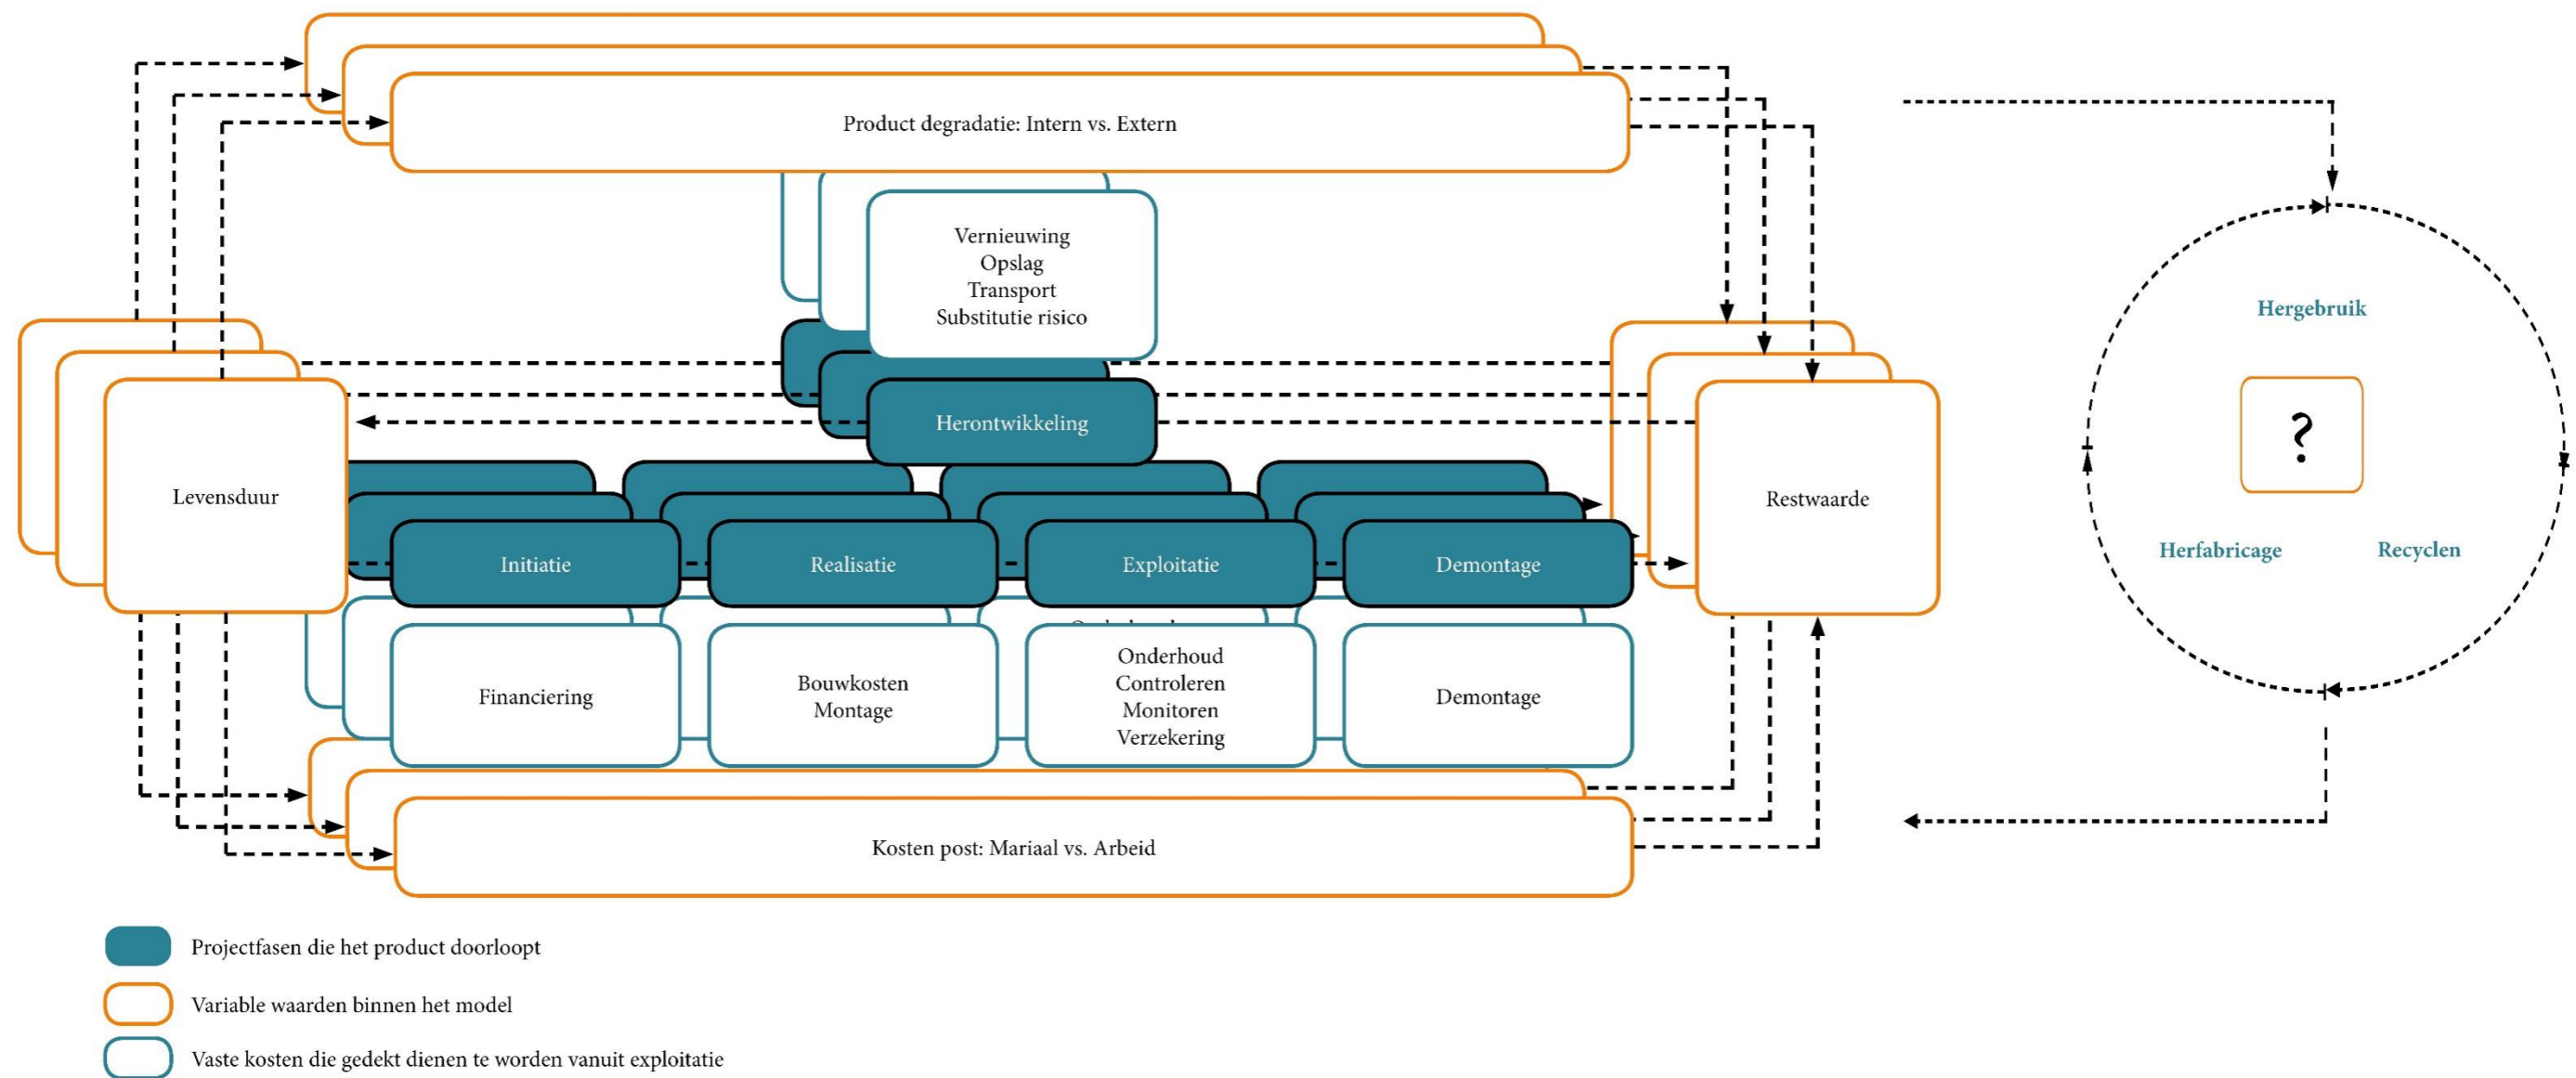 Product degradatie: Intern vs. Extern
Vernieuwing
Opslag
Transport
Substitutie risico
Hergebruik
?
Herfabricage
Recyclen
Herontwikkeling
Levensduur
Restwaarde
Initiatie
Realisatie
Exploitatie
Demontage
Financiering
Bouwkosten
Montage
Onderhoud
Controleren
Monitoren
Verzekering
Demontage
Kosten post: Mariaal vs. Arbeid
Projectfasen die het product doorloopt
Variable waarden binnen het model
Vaste kosten die gedekt dienen te worden vanuit exploitatie